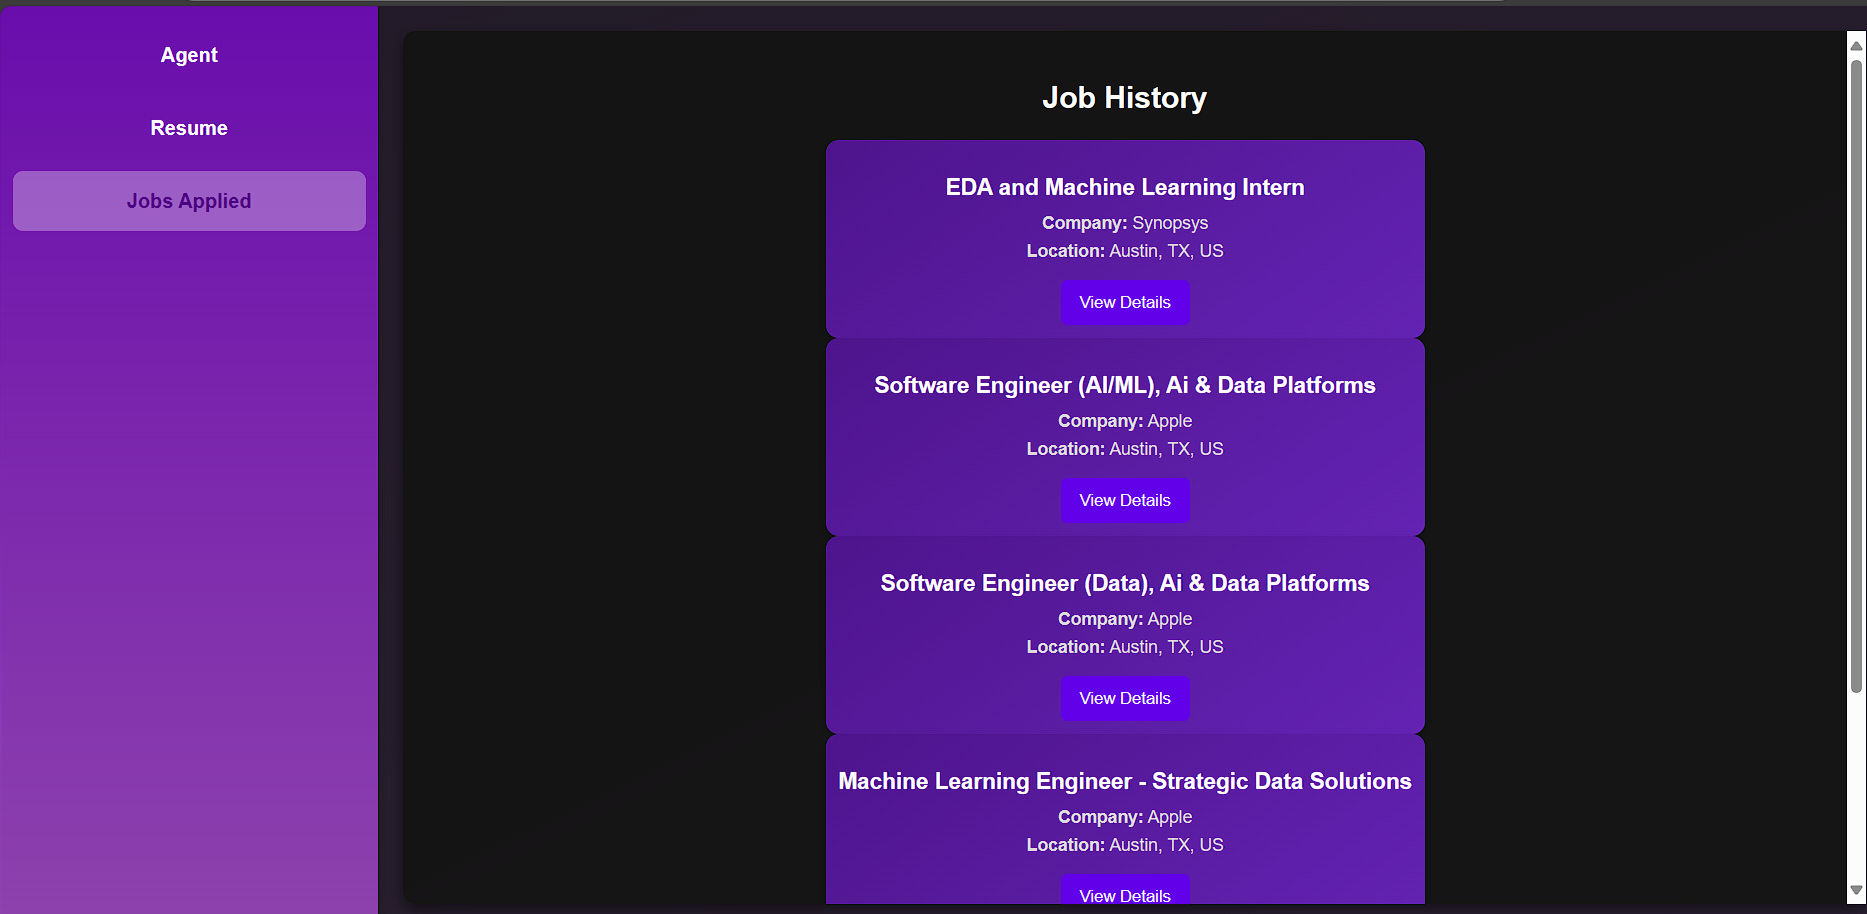 Agent
Resume
Jobs Applied
Job History
EDA and Machine Learning Intern
Company: Synopsys
Location: Austin, TX, US
View Details
Software Engineer (AI/ML), Ai & Data Platforms
Company: Apple
Location: Austin, TX, US
View Details
Software Engineer (Data), Ai & Data Platforms
Company: Apple
Location: Austin, TX, US
View Details
Machine Learning Engineer - Strategic Data Solutions
Company: Apple
Location: Austin, TX, US
View Details